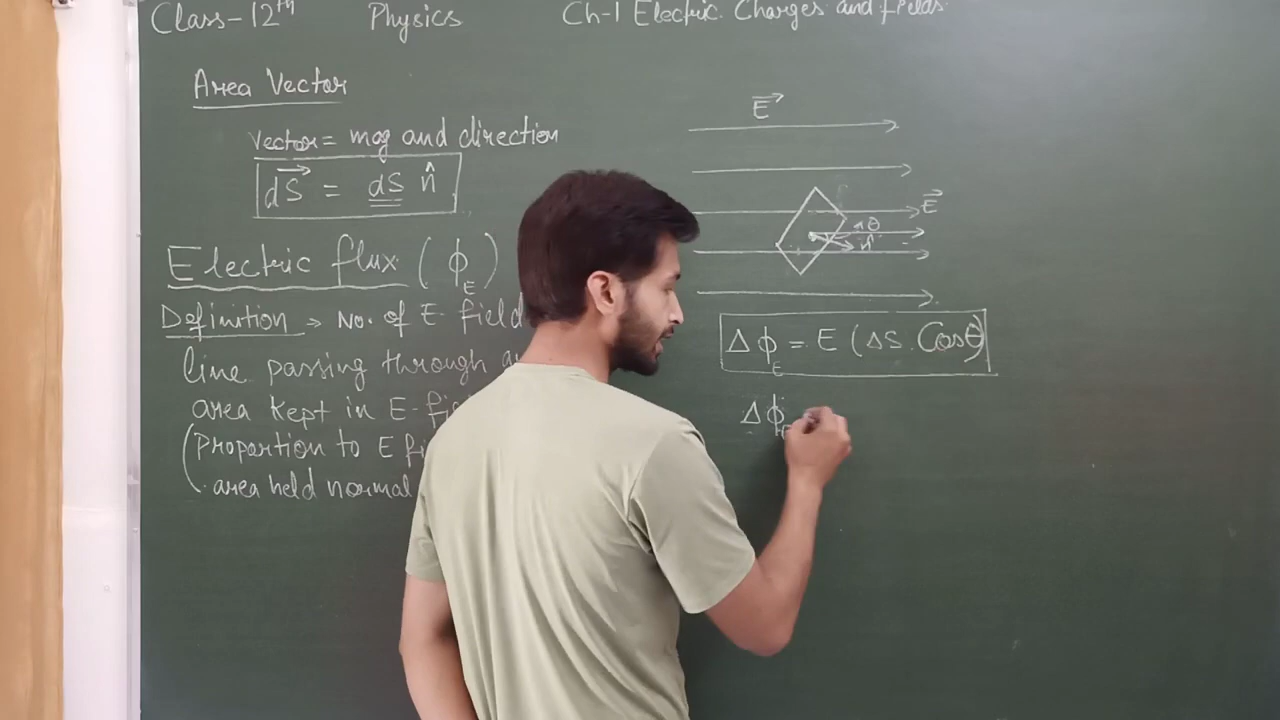 Class-12th Physics Ch-1 Electric Charges and fields.
Area Vector
Vector = mag and direction
dS⃗ = dS n̂
Electric flux (ϕE)
Definition → No. of E-field
line passing through
area kept in E-
(Proportion to E
area held normal
E⃗
E⃗
θ
n̂
ΔϕE = E (ΔS Cosθ)
ΔϕE